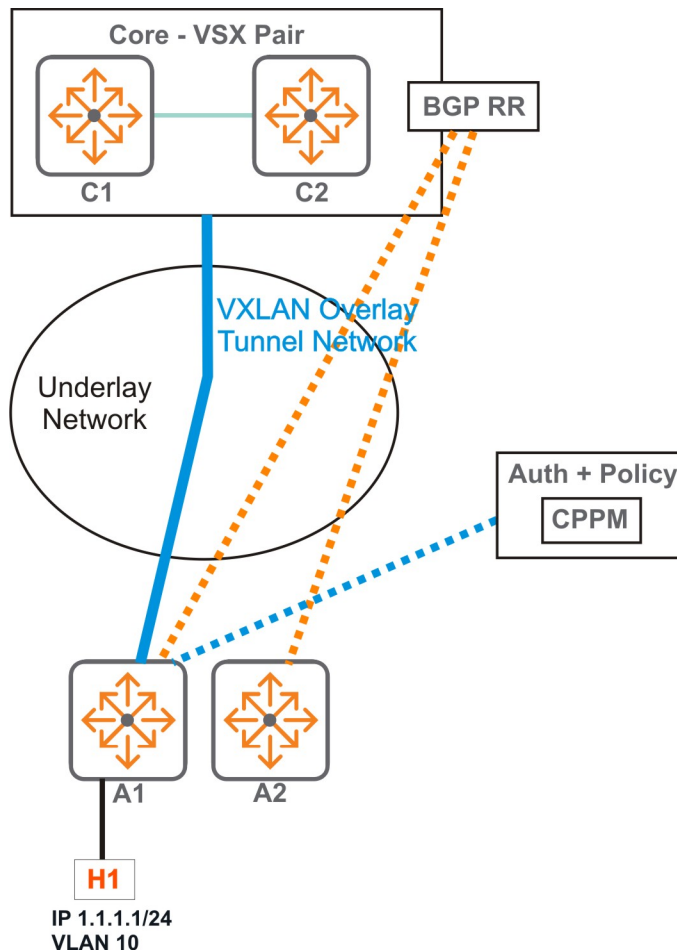 Core - VSX Pair
C1
C2
BGP RR
VXLAN Overlay
Tunnel Network
Underlay
Network
Auth + Policy
CPPM
A1
A2
H1
IP 1.1.1.1/24
VLAN 10